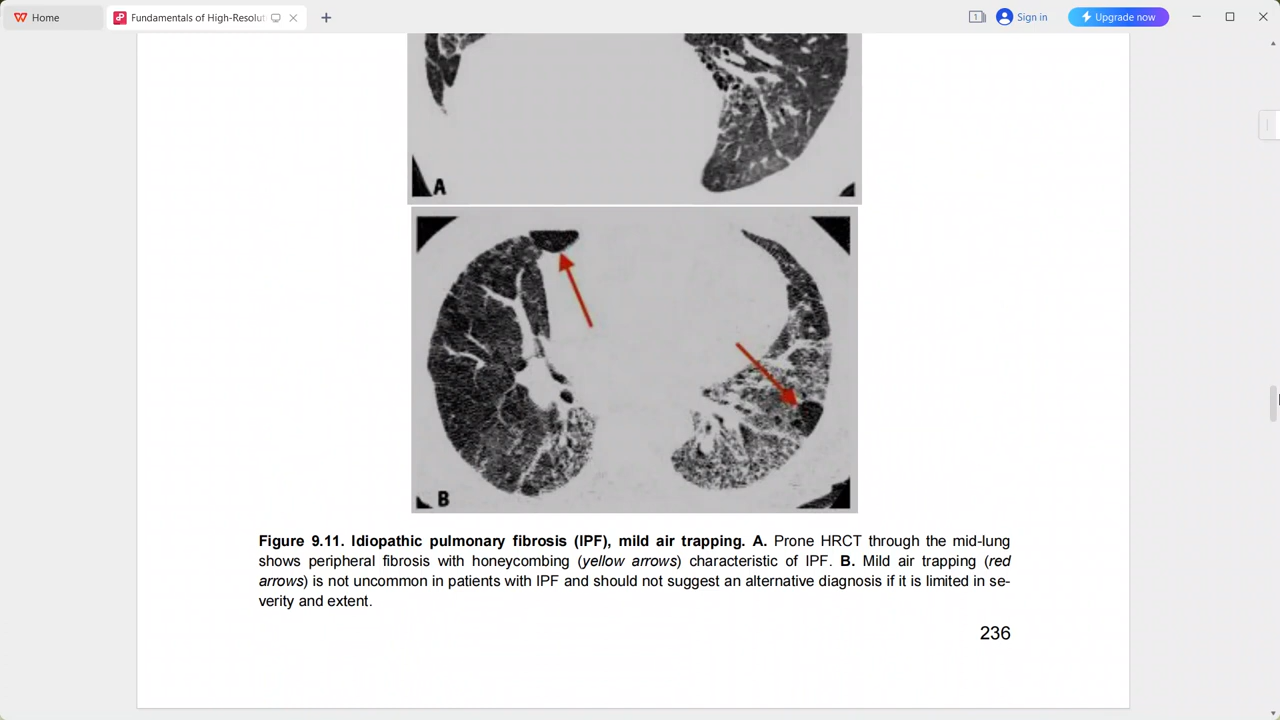 Home
Fundamentals of High-Resolut
1
Sign in
Upgrade now
A
B
Figure 9.11. Idiopathic pulmonary fibrosis (IPF), mild air trapping. A. Prone HRCT through the mid-lung
shows peripheral fibrosis with honeycombing (yellow arrows) characteristic of IPF. B. Mild air trapping (red
arrows) is not uncommon in patients with IPF and should not suggest an alternative diagnosis if it is limited in se-
verity and extent.
236